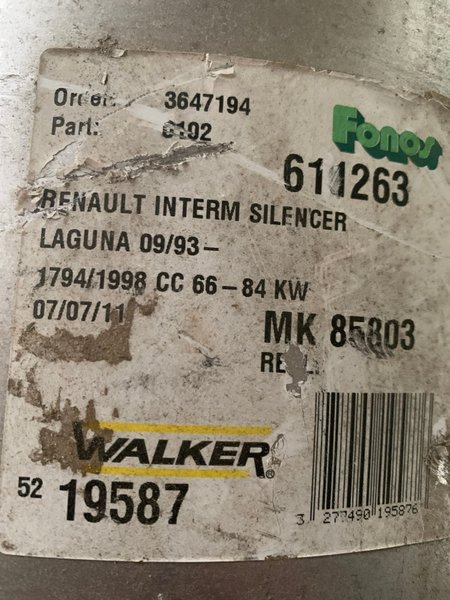 Order: 3647194
Part: 6102
Fonos
611263
RENAULT INTERM SILENCER
LAGUNA 09/93–
1794/1998 CC 66–84 KW
07/07/11
MK 85803
WALKER®
52 19587
3 277490 195876